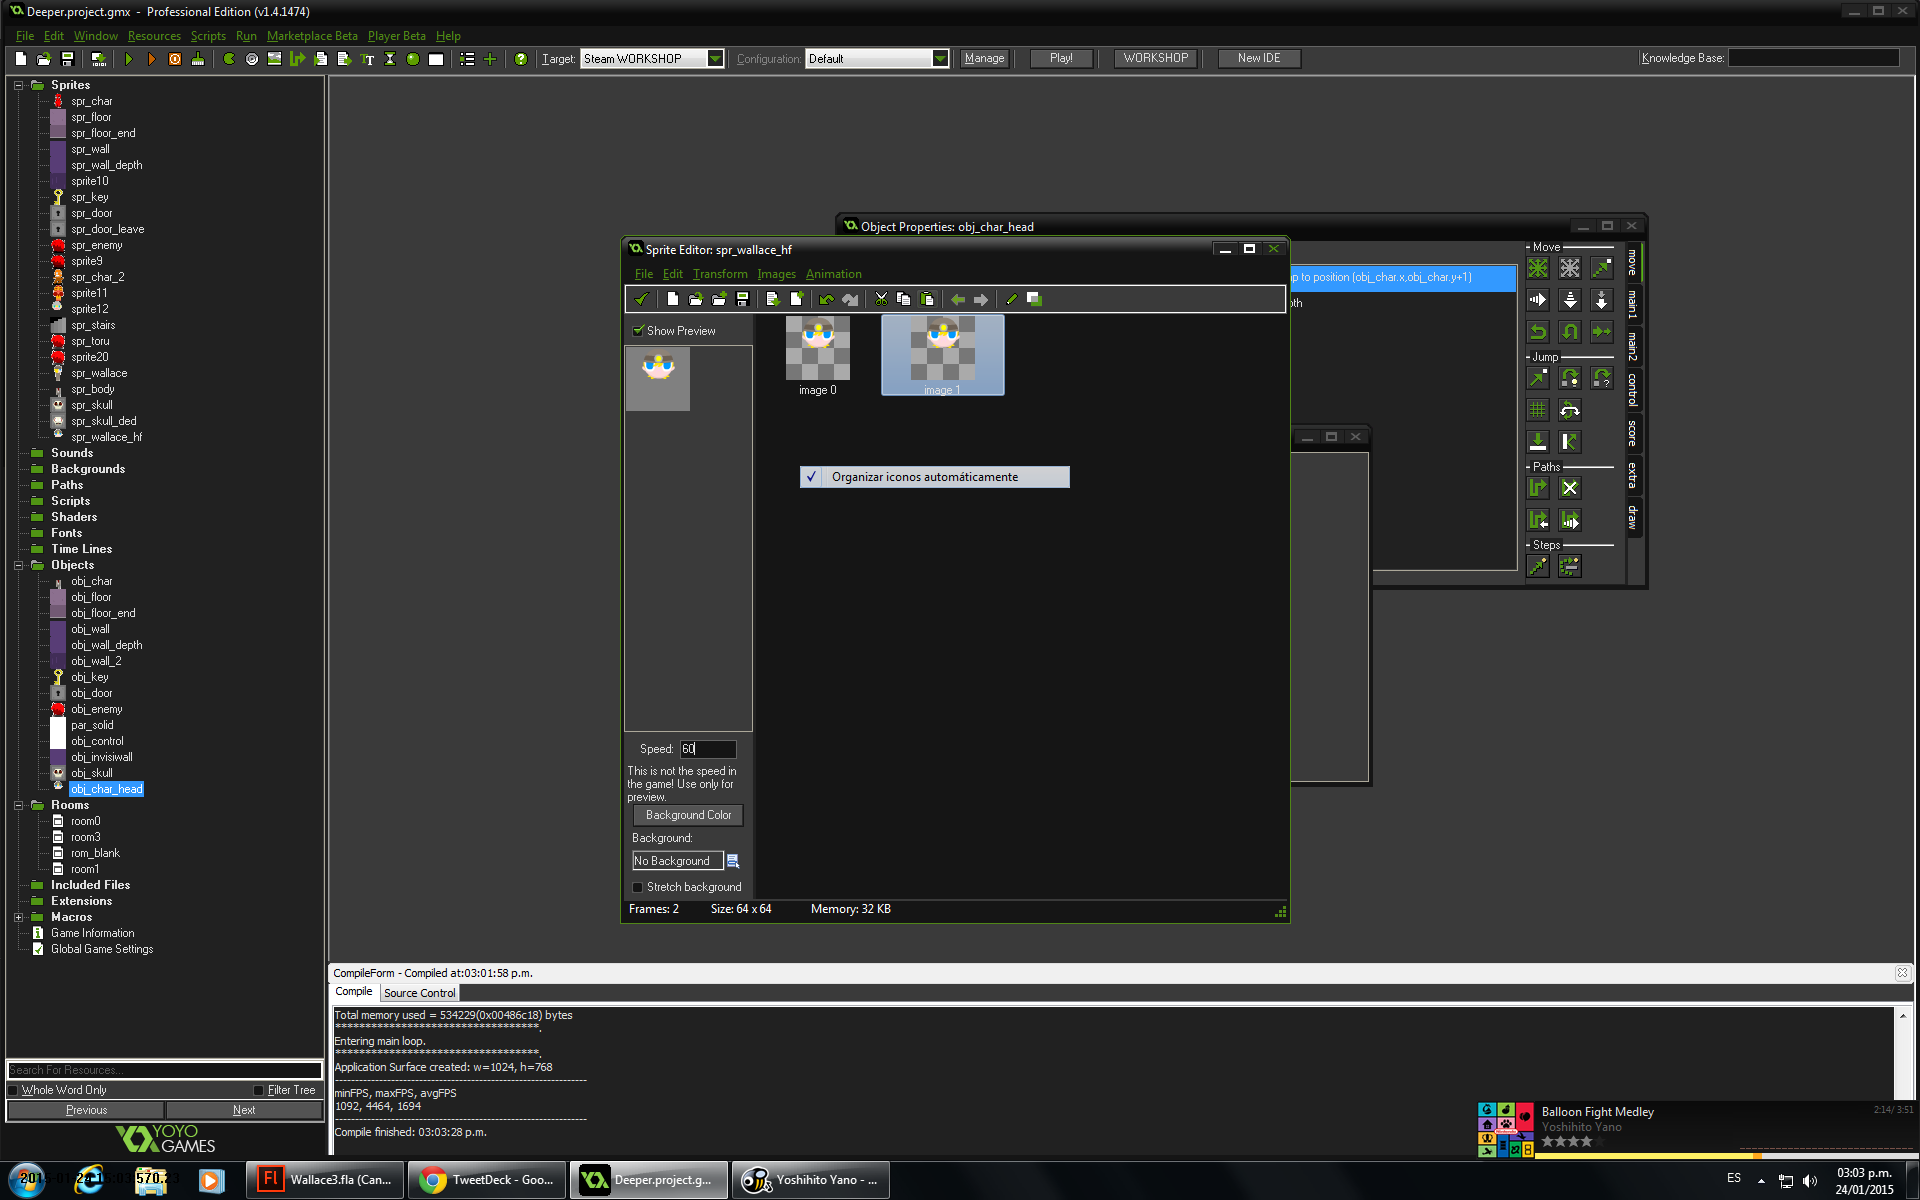 Deeper.project.gmx - Professional Edition (v1.4.1474)
File Edit Window Resources Scripts Run Marketplace Beta Player Beta Help
Target: Steam WORKSHOP Configuration: Default Manage Play! WORKSHOP New IDE Knowledge Base:
Sprites
spr_char
spr_floor
spr_floor_end
spr_wall
spr_wall_depth
sprite10
spr_key
spr_door
spr_door_leave
spr_enemy
sprite9
spr_char_2
sprite11
sprite12
spr_stairs
spr_toru
sprite20
spr_wallace
spr_body
spr_skull
spr_skull_ded
spr_wallace_hf
Sounds
Backgrounds
Paths
Scripts
Shaders
Fonts
Time Lines
Objects
obj_char
obj_floor
obj_floor_end
obj_wall
obj_wall_depth
obj_wall_2
obj_key
obj_door
obj_enemy
par_solid
obj_control
obj_invisiwall
obj_skull
obj_char_head
Rooms
room0
room3
rom_blank
room1
Included Files
Extensions
Macros
Game Information
Global Game Settings
Search For Resources...
Whole Word Only Filter Tree
Previous Next
YOYO
GAMES
Object Properties: obj_char_head
p to position (obj_char.x,obj_char.y+1)
pth
Move
Jump
Paths
Steps
move
main1
main2
control
score
extra
draw
Sprite Editor: spr_wallace_hf
File Edit Transform Images Animation
Show Preview
image 0 image 1
Organizar iconos automáticamente
Speed: 60
This is not the speed in
the game! Use only for
preview.
Background Color
Background:
No Background
Stretch background
Frames: 2 Size: 64 x 64 Memory: 32 KB
CompileForm - Compiled at:03:01:58 p.m.
Compile Source Control
Total memory used = 534229(0x00486c18) bytes
**********************************.
Entering main loop.
**********************************.
Application Surface created: w=1024, h=768
minFPS, maxFPS, avgFPS
1092, 4464, 1694
Compile finished: 03:03:28 p.m.
Balloon Fight Medley 2:14/ 3:51
Yoshihito Yano
Wallace3.fla (Can...
TweetDeck - Goo...
Deeper.project.g...
Yoshihito Yano - ...
ES
03:03 p.m.
24/01/2015